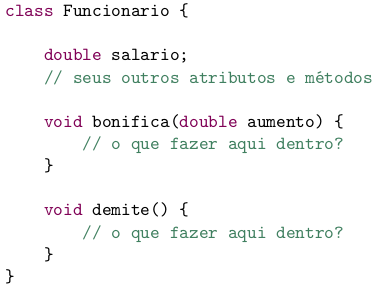 class Funcionario {
double salario;
// seus outros atributos e métodos
void bonifica(double aumento) {
// o que fazer aqui dentro?
}
void demite() {
// o que fazer aqui dentro?
}
}